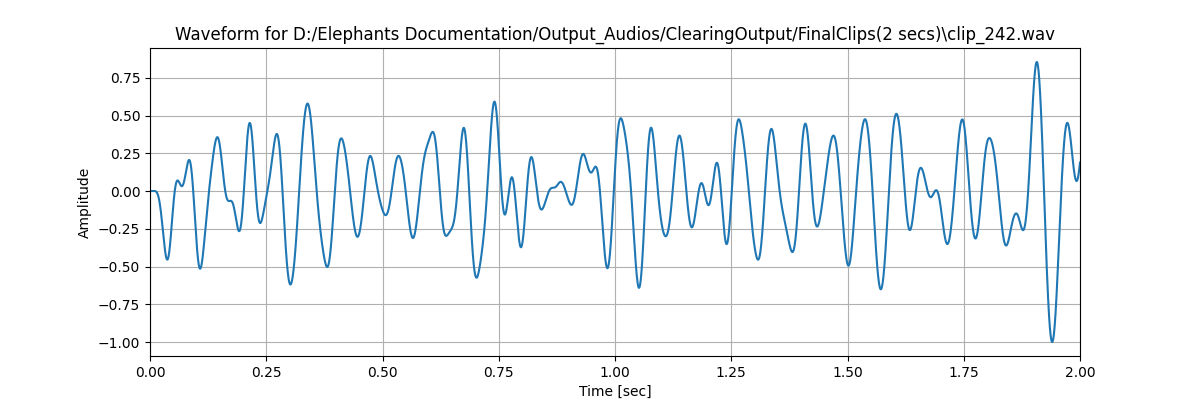 Waveform for D:/Elephants Documentation/Output_Audios/ClearingOutput/FinalClips(2 secs)\clip_242.wav
0.75
0.50
0.25
0.00
−0.25
−0.50
−0.75
−1.00
Amplitude
0.00 0.25 0.50 0.75 1.00 1.25 1.50 1.75 2.00
Time [sec]